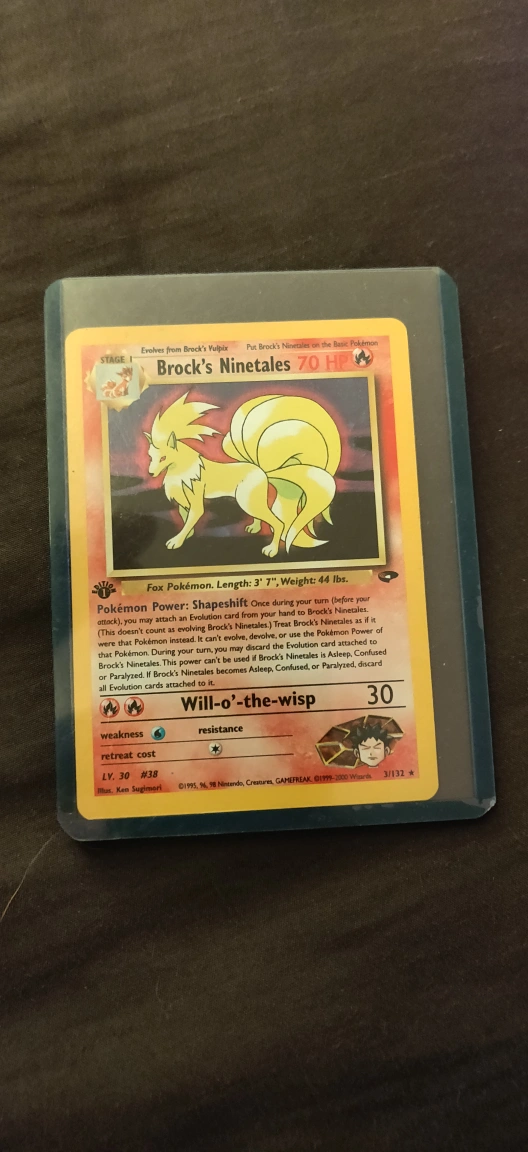 Evolves from Brock's Vulpix Put Brock's Ninetales on the Basic Pokémon
STAGE 1
Brock's Ninetales 70 HP
EDITION
1
Fox Pokémon. Length: 3' 7", Weight: 44 lbs.
Pokémon Power: Shapeshift Once during your turn (before your
attack), you may attach an Evolution card from your hand to Brock's Ninetales.
(This doesn't count as evolving Brock's Ninetales.) Treat Brock's Ninetales as if it
were that Pokémon instead. It can't evolve, devolve, or use the Pokémon Power of
that Pokémon. During your turn, you may discard the Evolution card attached to
Brock's Ninetales. This power can't be used if Brock's Ninetales is Asleep, Confused
or Paralyzed. If Brock's Ninetales becomes Asleep, Confused, or Paralyzed, discard
all Evolution cards attached to it.
Will-o'-the-wisp 30
weakness resistance
retreat cost
LV. 30 #38
Illus. Ken Sugimori ©1995, 96, 98 Nintendo, Creatures, GAMEFREAK. ©1999-2000 Wizards. 3/132